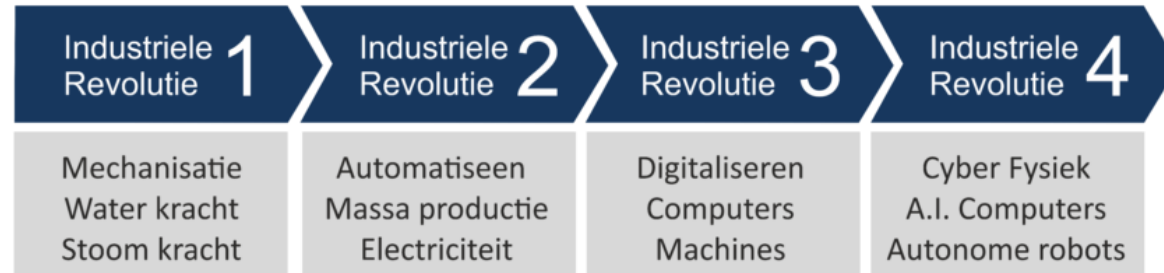 Industriele
Revolutie 1
Industriele
Revolutie 2
Industriele
Revolutie 3
Industriele
Revolutie 4
Mechanisatie
Water kracht
Stoom kracht
Automatiseen
Massa productie
Electriciteit
Digitaliseren
Computers
Machines
Cyber Fysiek
A.I. Computers
Autonome robots